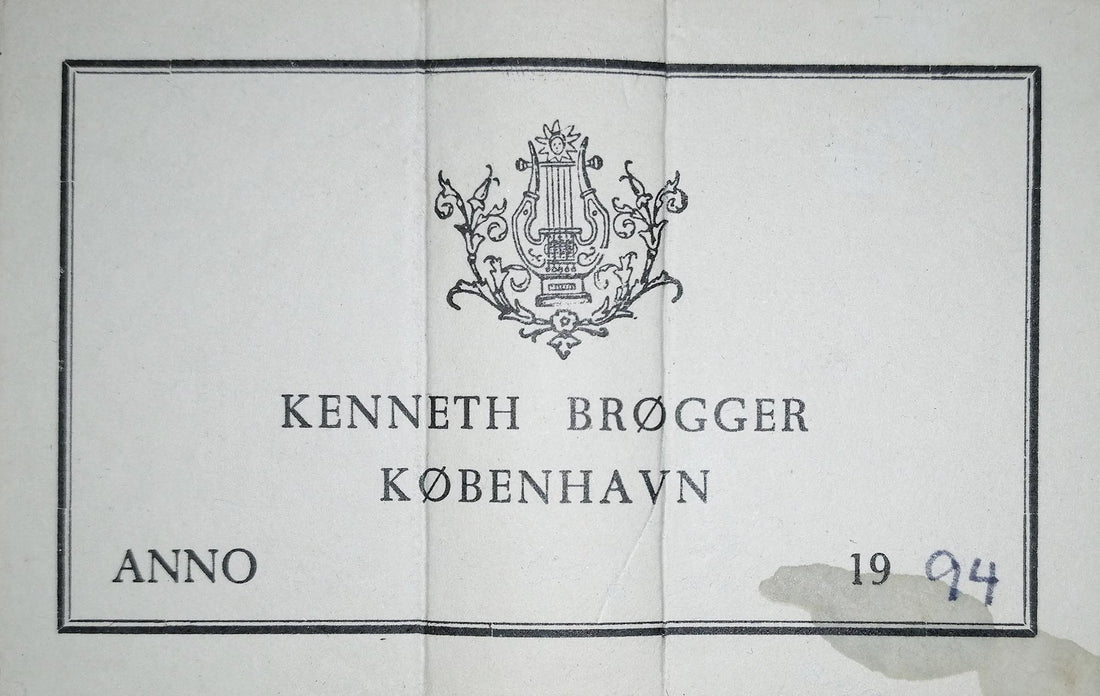 KENNETH BRØGGER
KØBENHAVN
ANNO 19 94